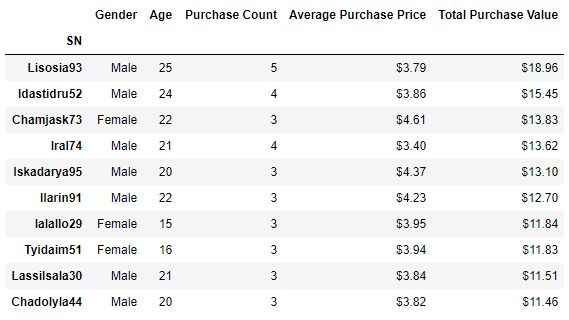 Gender Age Purchase Count Average Purchase Price Total Purchase Value
SN
Lisosia93 Male 25 5 $3.79 $18.96
Idastidru52 Male 24 4 $3.86 $15.45
Chamjask73 Female 22 3 $4.61 $13.83
Iral74 Male 21 4 $3.40 $13.62
Iskadarya95 Male 20 3 $4.37 $13.10
Ilarin91 Male 22 3 $4.23 $12.70
Ialallo29 Female 15 3 $3.95 $11.84
Tyidaim51 Female 16 3 $3.94 $11.83
Lassilsala30 Male 21 3 $3.84 $11.51
Chadolyla44 Male 20 3 $3.82 $11.46